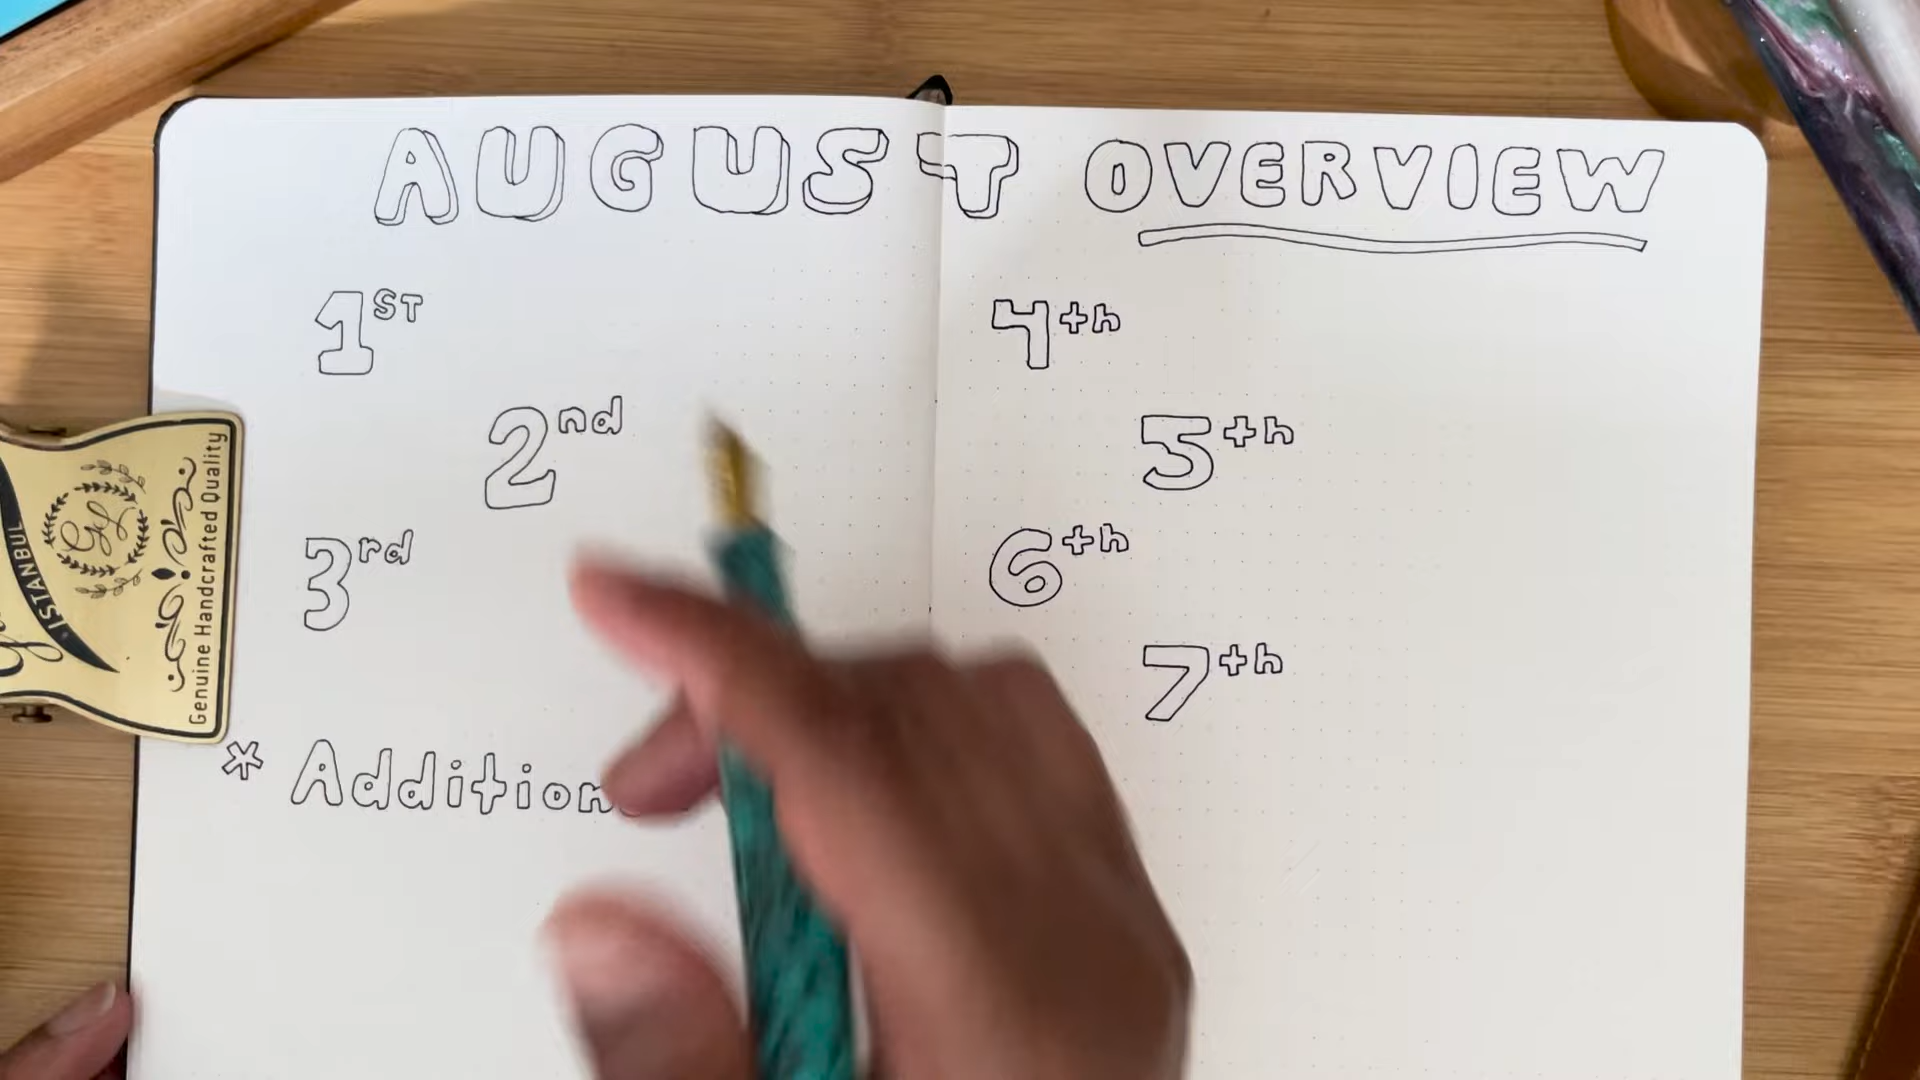 AUGUST OVERVIEW
1ST
2nd
3rd
4th
5th
6th
7th
* Addition
ISTANBUL
Genuine Handcrafted Quality